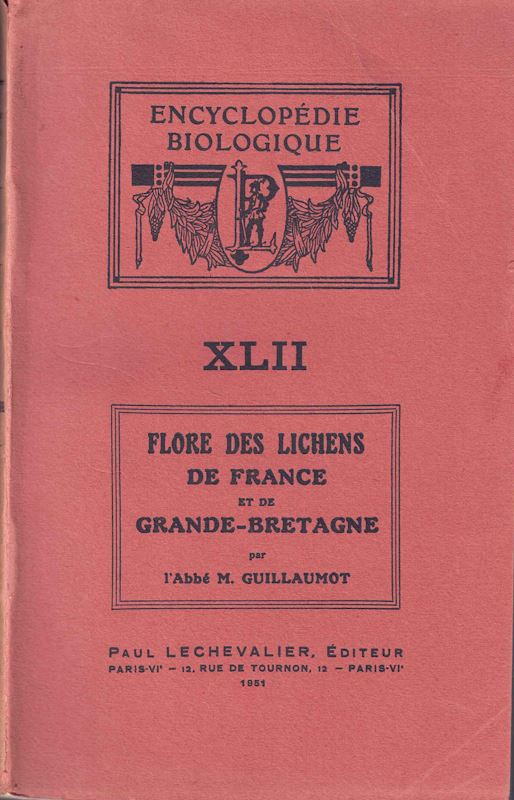 ENCYCLOPÉDIE
BIOLOGIQUE
XLII
FLORE DES LICHENS
DE FRANCE
ET DE
GRANDE-BRETAGNE
par
l'Abbé M. GUILLAUMOT
PAUL LECHEVALIER, ÉDITEUR
PARIS-VIᵉ — 12, RUE DE TOURNON, 12 — PARIS-VIᵉ
1951